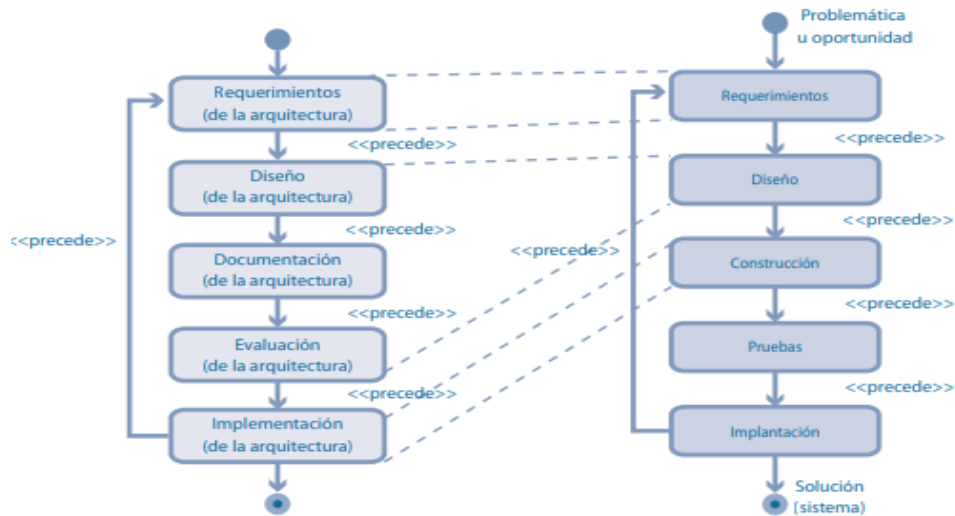 Problemática
u oportunidad
Requerimientos
(de la arquitectura)
<<precede>>
Diseño
(de la arquitectura)
<<precede>>
<<precede>>
Documentación
(de la arquitectura)
<<precede>>
Evaluación
(de la arquitectura)
<<precede>>
Implementación
(de la arquitectura)
Requerimientos
<<precede>>
Diseño
<<precede>>
<<precede>>
Construcción
<<precede>>
Pruebas
<<precede>>
Implantación
Solución
(sistema)